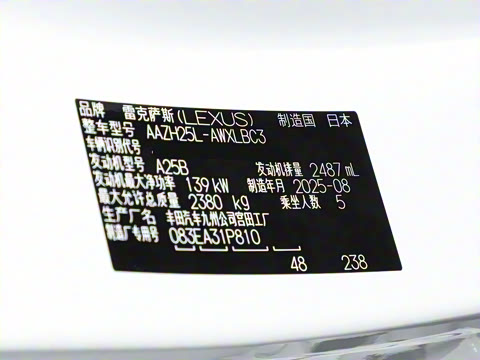 品牌 雷克萨斯(LEXUS) 制造国 日本
整车型号 AAZH25L-AWXLBC3
车辆识别代号
发动机型号 A25B 发动机排量 2487 mL
发动机最大净功率 139 kW 制造年月 2025-08
最大允许总质量 2380 kg 乘坐人数 5
生产厂名 丰田汽车九州公司宫田工厂
制造厂专用号 083EA31P810
48 238